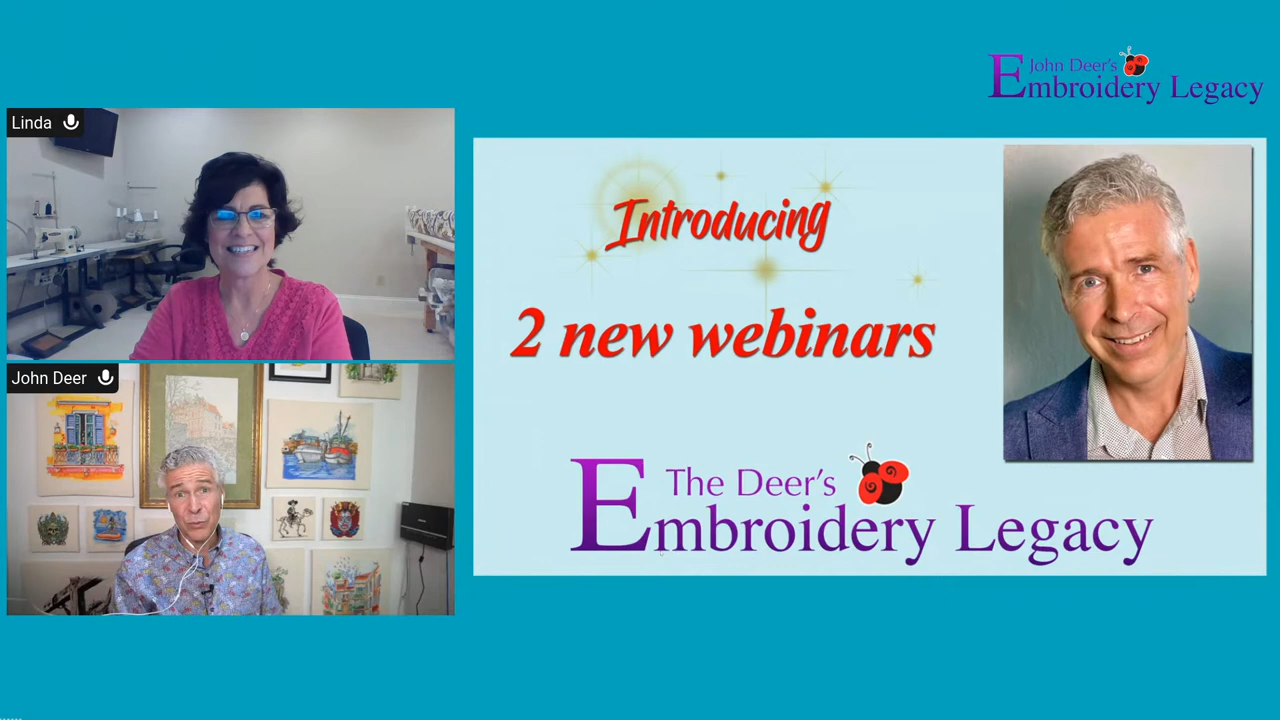 John Deer's
Embroidery Legacy
Linda
Introducing
2 new webinars
John Deer
The Deer's
Embroidery Legacy